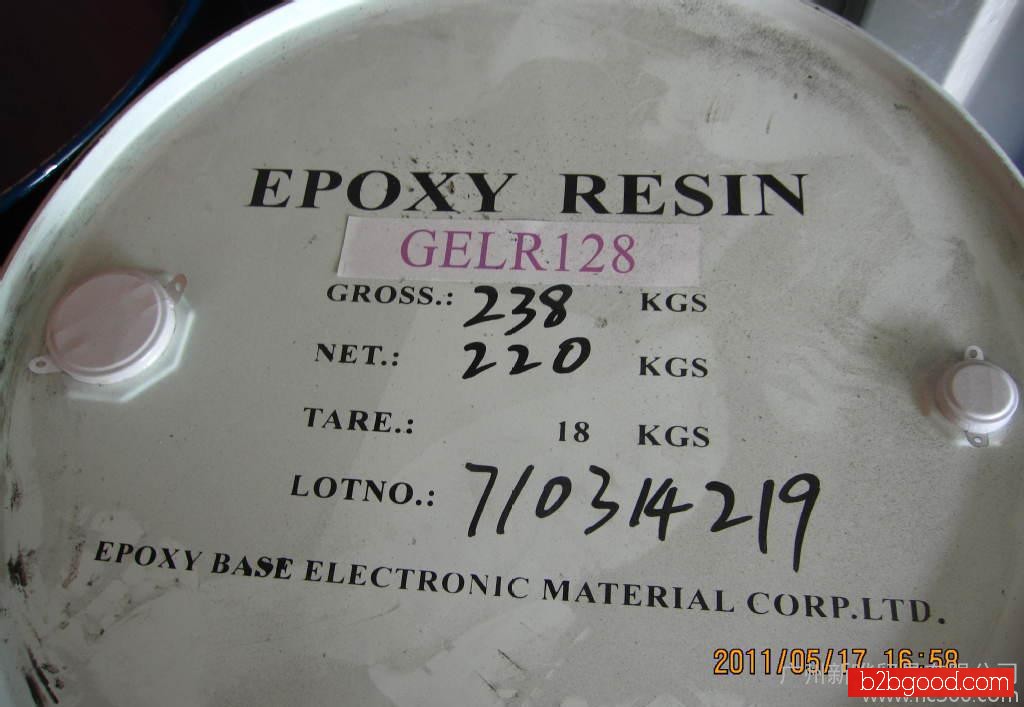 EPOXY RESIN
GELR128
GROSS.: 238 KGS
NET.: 220 KGS
TARE.: 18 KGS
LOTNO.: 710314219
EPOXY BASE ELECTRONIC MATERIAL CORP.LTD.
2011/05/17 16:58
b2bgood.com